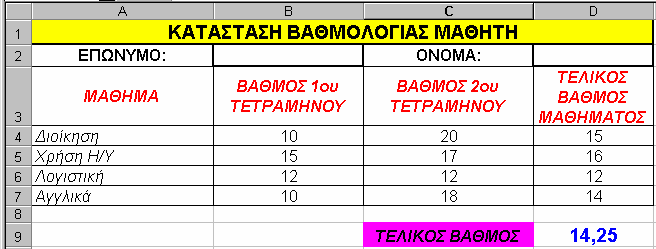 A B C D
1 ΚΑΤΑΣΤΑΣΗ ΒΑΘΜΟΛΟΓΙΑΣ ΜΑΘΗΤΗ
2 ΕΠΩΝΥΜΟ: ΟΝΟΜΑ:
3 ΜΑΘΗΜΑ ΒΑΘΜΟΣ 1ου ΤΕΤΡΑΜΗΝΟΥ ΒΑΘΜΟΣ 2ου ΤΕΤΡΑΜΗΝΟΥ ΤΕΛΙΚΟΣ ΒΑΘΜΟΣ ΜΑΘΗΜΑΤΟΣ
4 Διοίκηση 10 20 15
5 Χρήση Η/Υ 15 17 16
6 Λογιστική 12 12 12
7 Αγγλικά 10 18 14
8
9 ΤΕΛΙΚΟΣ ΒΑΘΜΟΣ 14,25